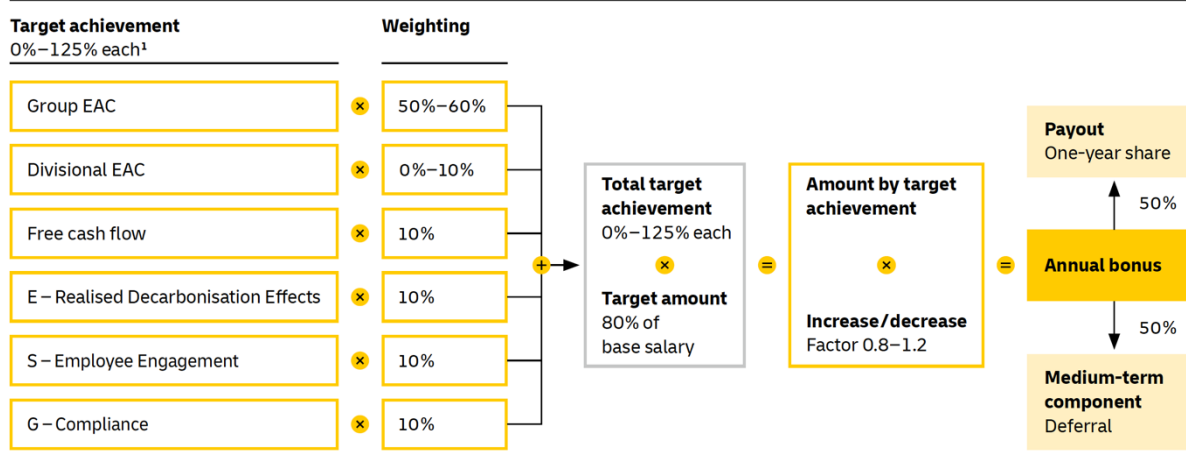 Target achievement
0%–125% each¹
Weighting
Group EAC
×
50%–60%
Divisional EAC
×
0%–10%
Free cash flow
×
10%
E – Realised Decarbonisation Effects
×
10%
S – Employee Engagement
×
10%
G – Compliance
×
10%
+
Total target
achievement
0%–125% each
×
Target amount
80% of
base salary
=
Amount by target
achievement
×
Increase/decrease
Factor 0.8–1.2
=
Payout
One-year share
50%
Annual bonus
50%
Medium-term
component
Deferral